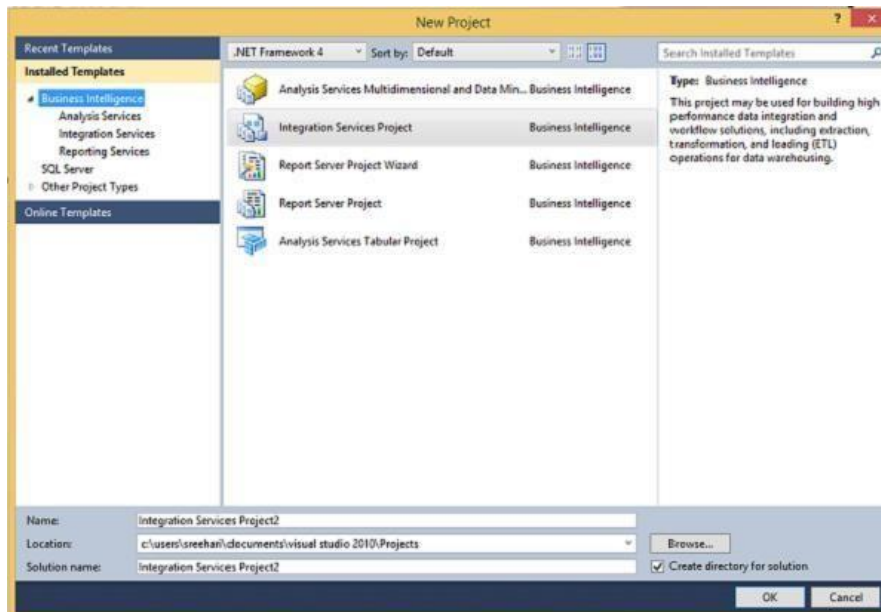 New Project
?
Recent Templates
.NET Framework 4
Sort by: Default
Search Installed Templates
Installed Templates
Business Intelligence
Analysis Services
Integration Services
Reporting Services
SQL Server
Other Project Types
Online Templates
Analysis Services Multidimensional and Data Min... Business Intelligence
Integration Services Project Business Intelligence
Report Server Project Wizard Business Intelligence
Report Server Project Business Intelligence
Analysis Services Tabular Project Business Intelligence
Type: Business Intelligence
This project may be used for building high
performance data integration and
workflow solutions, including extraction,
transformation, and loading (ETL)
operations for data warehousing.
Name: Integration Services Project2
Location: c:\users\sreehari\documents\visual studio 2010\Projects
Browse...
Solution name: Integration Services Project2
Create directory for solution
OK Cancel